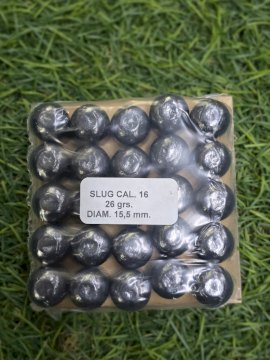 SLUG CAL. 16
26 grs.
DIAM. 15,5 mm.